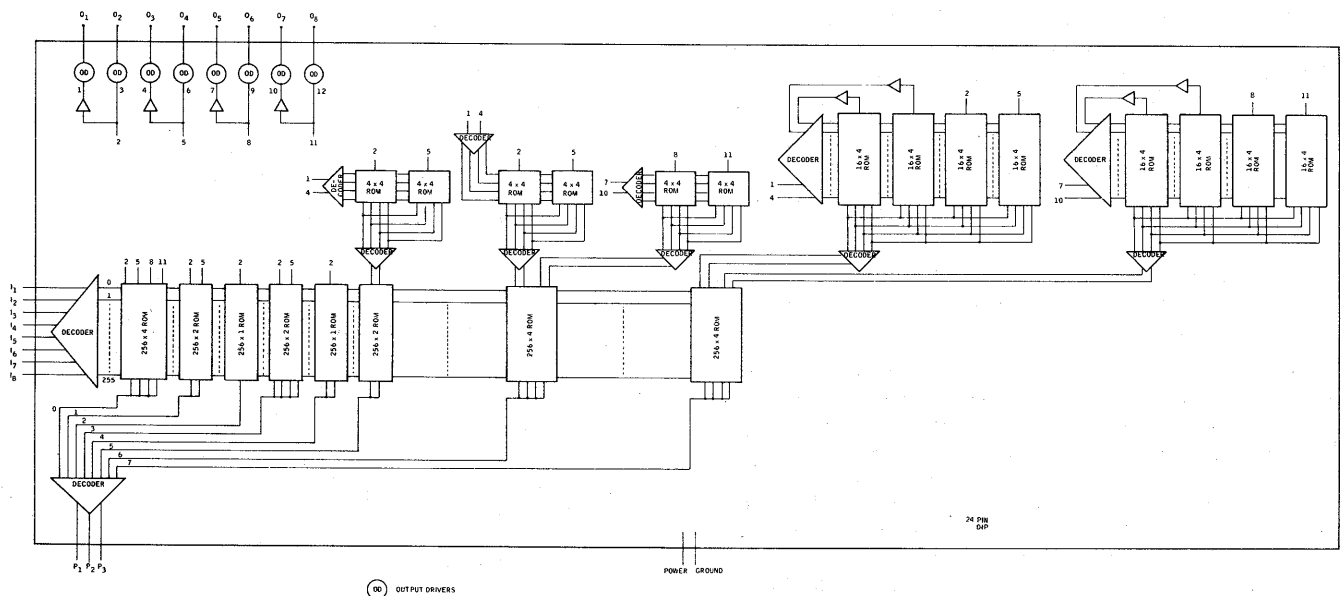 O1 O2 O3 O4 O5 O6 O7 O8
OD OD OD OD OD OD OD OD
1 3 4 6 7 9 10 12
2 5 8 11
1 4
DECODER
2 5
1
4
DE-
CODER
4 x 4
ROM
4 x 4
ROM
DECODER
2 5
4 x 4
ROM
4 x 4
ROM
DECODER
8 11
7
10
DECODER
4 x 4
ROM
4 x 4
ROM
DECODER
2 5
DECODER
1
4
16 x 4
ROM
16 x 4
ROM
16 x 4
ROM
16 x 4
ROM
DECODER
8 11
DECODER
7
10
16 x 4
ROM
16 x 4
ROM
16 x 4
ROM
16 x 4
ROM
DECODER
2 5 8 11 2 5 2 2 5 2
I1
I2
I3
I4
I5
I6
I7
I8
DECODER
0
1
255
256 x 4 ROM
256 x 2 ROM
256 x 1 ROM
256 x 2 ROM
256 x 1 ROM
256 x 2 ROM
256 x 4 ROM
256 x 4 ROM
0
1
2
3
4
5
6
7
DECODER
P1 P2 P3
24 PIN
DIP
POWER GROUND
OD OUTPUT DRIVERS